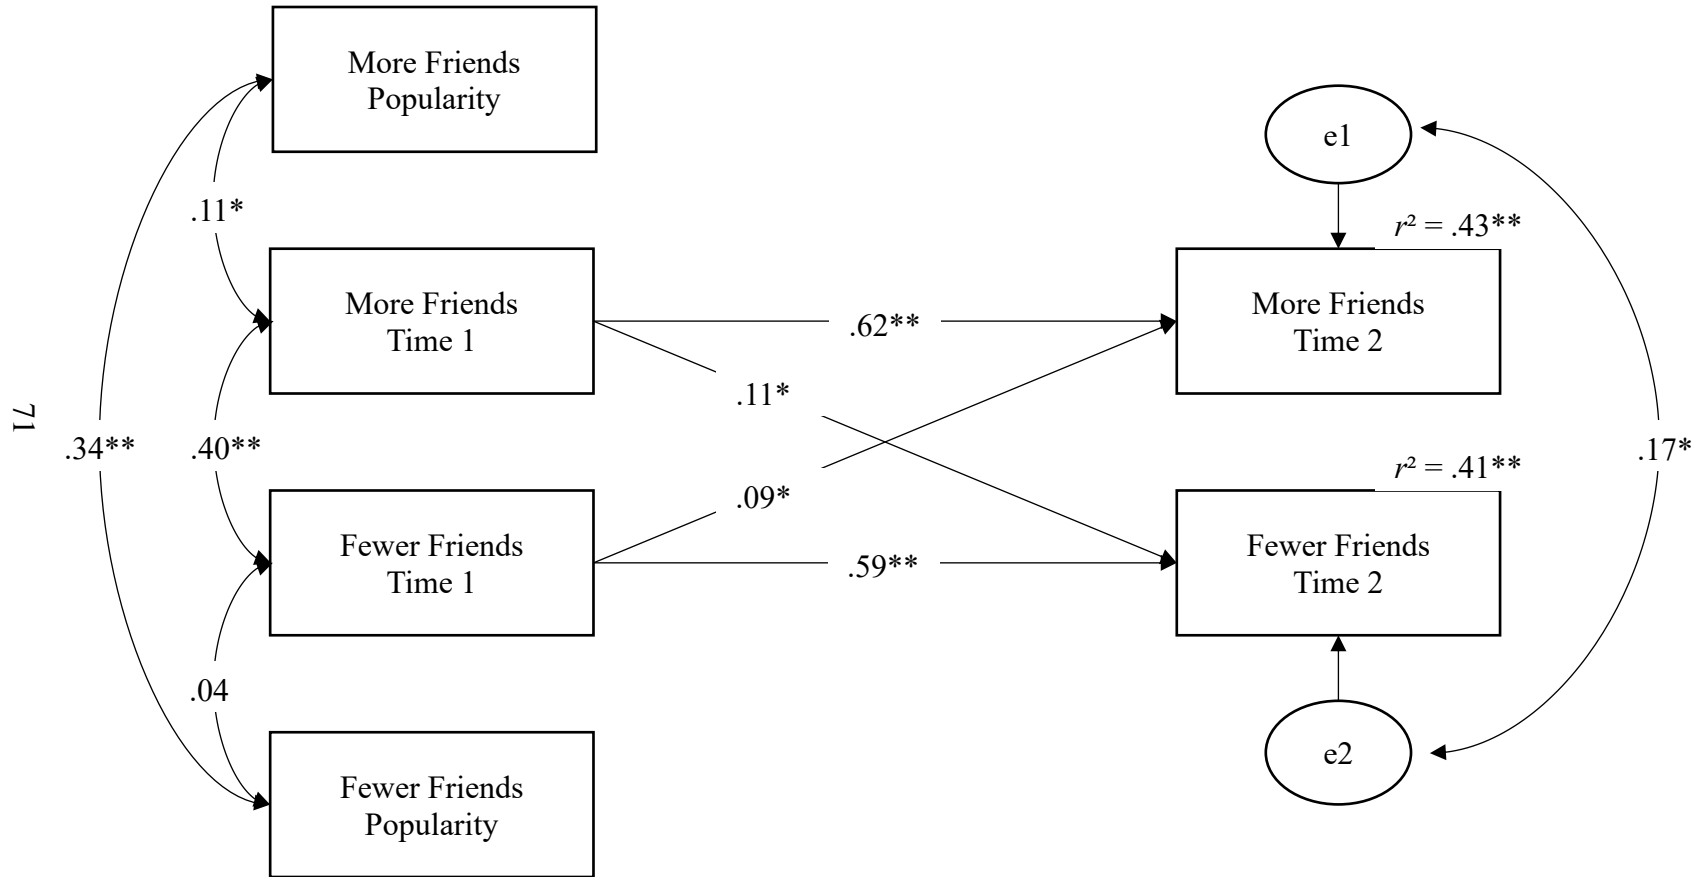 More Friends
Popularity
e1
.11*
r² = .43**
More Friends
Time 1
.62**
More Friends
Time 2
.11*
71
.34**
.40**
.17*
r² = .41**
.09*
Fewer Friends
Time 1
.59**
Fewer Friends
Time 2
.04
e2
Fewer Friends
Popularity